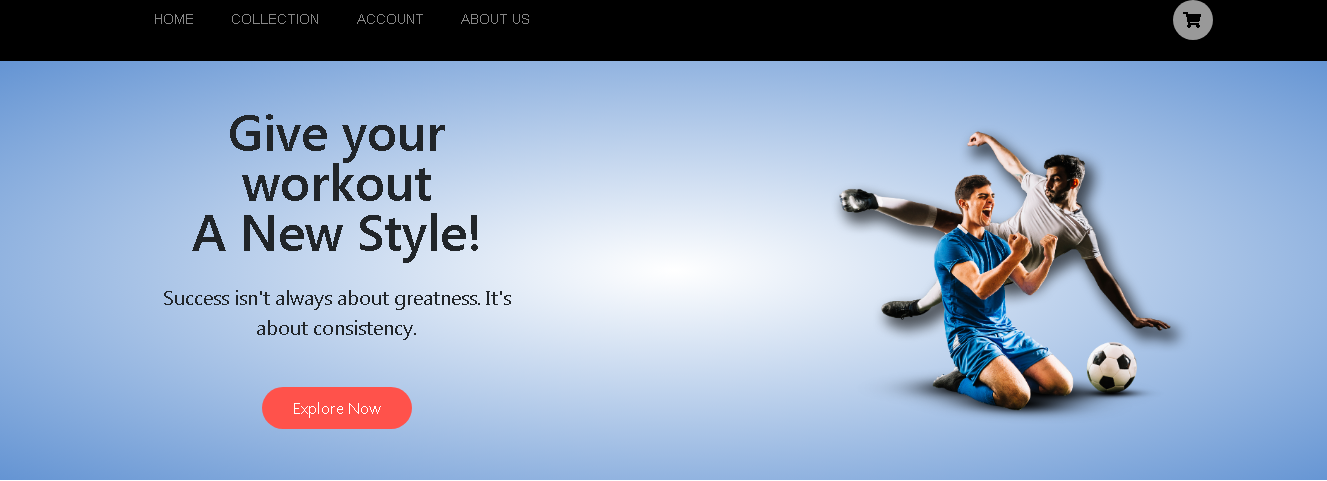 HOME COLLECTION ACCOUNT ABOUT US
Give your
workout
A New Style!
Success isn't always about greatness. It's
about consistency.
Explore Now